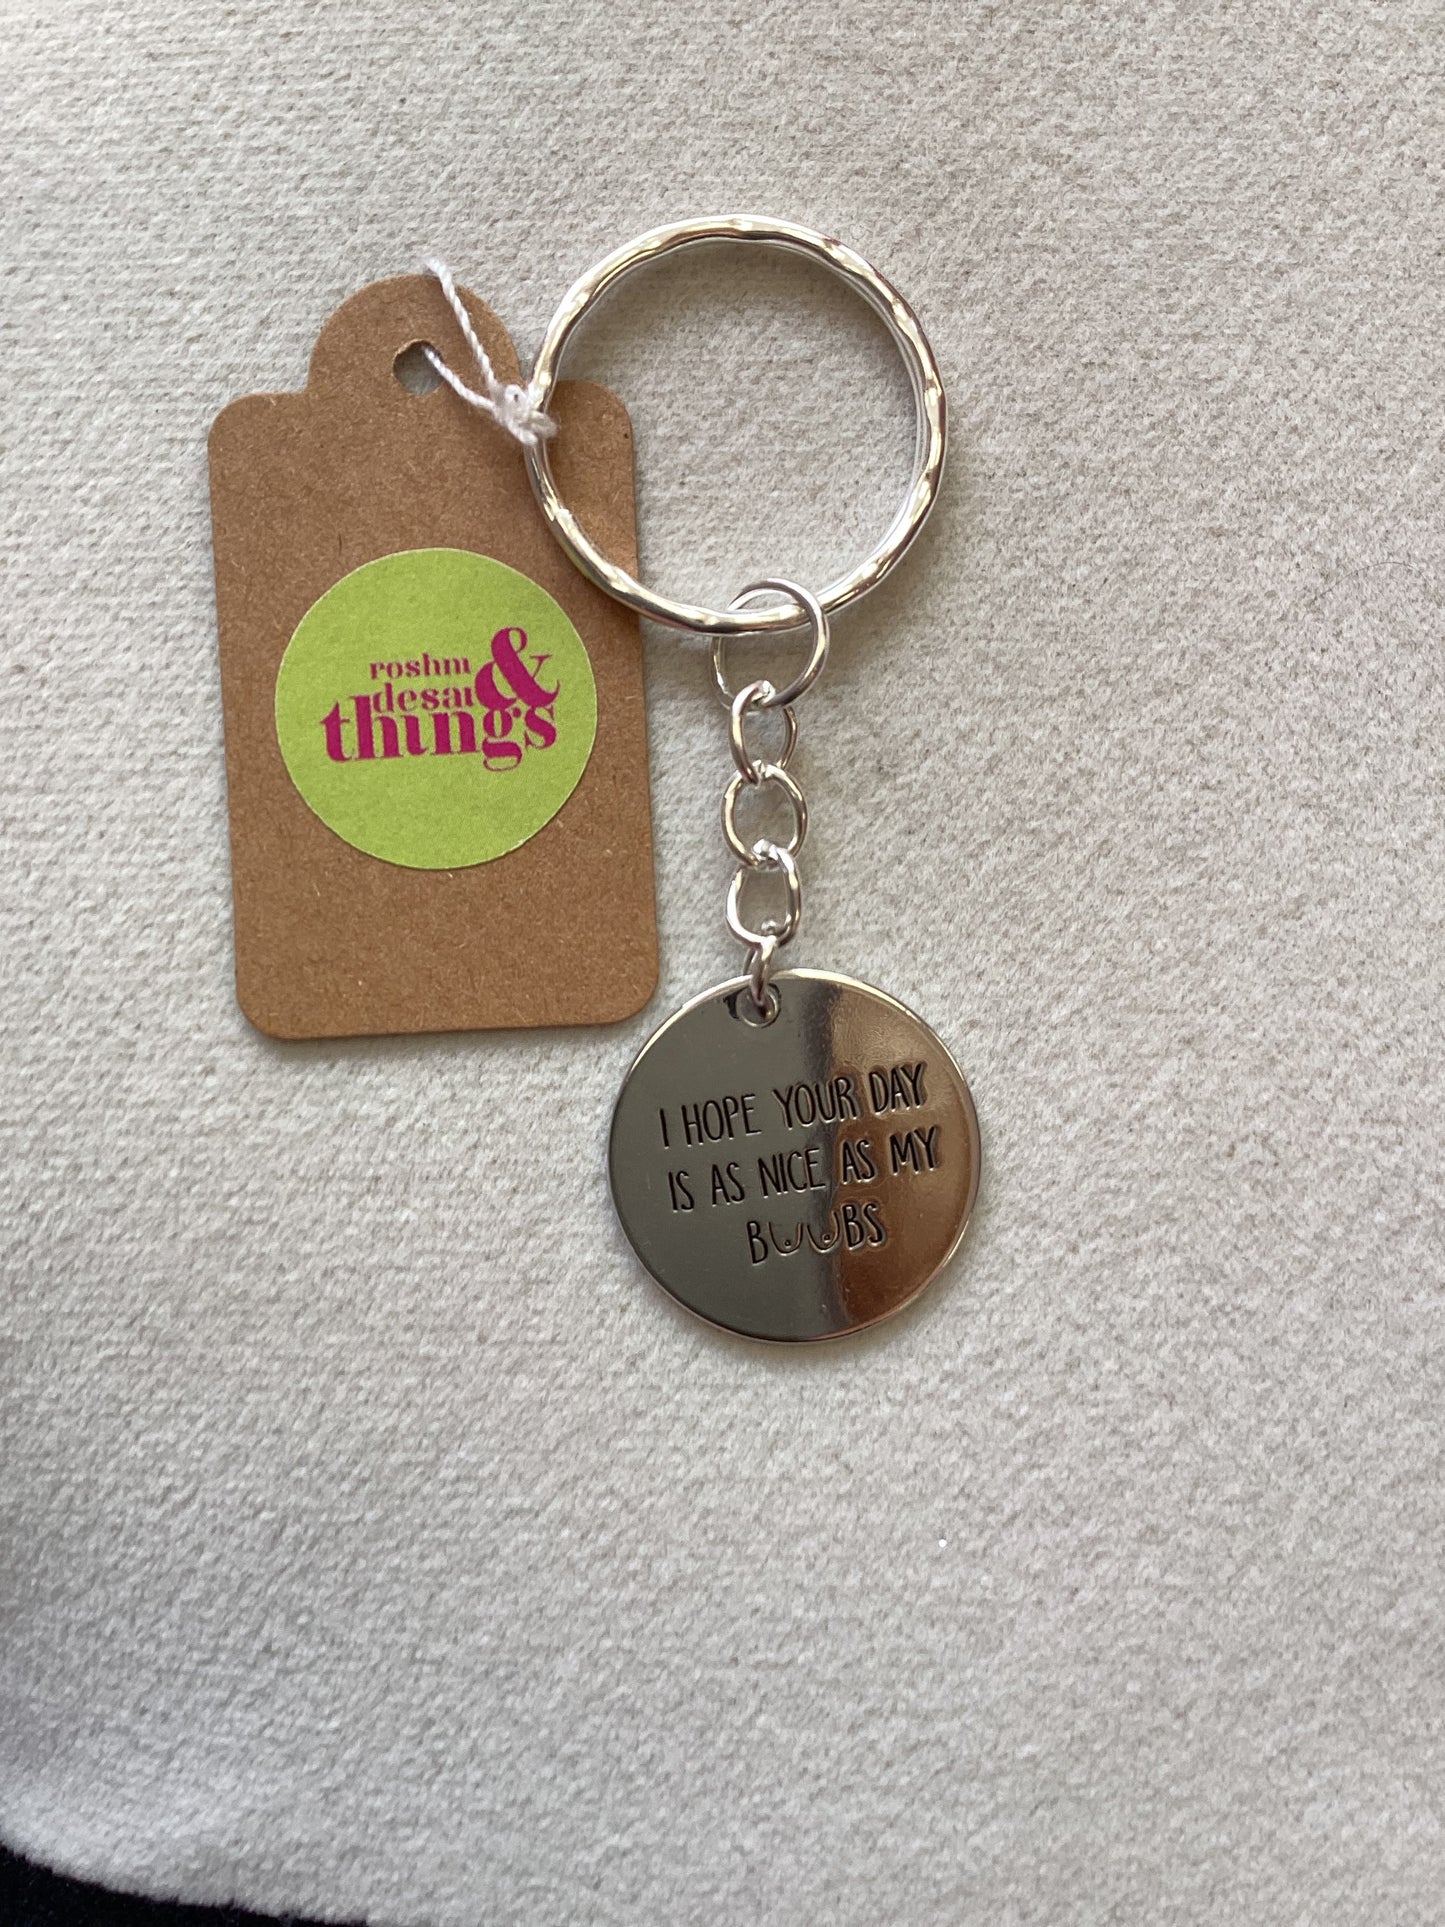 roshni
desai &
things
I HOPE YOUR DAY
IS AS NICE AS MY
BOOBS